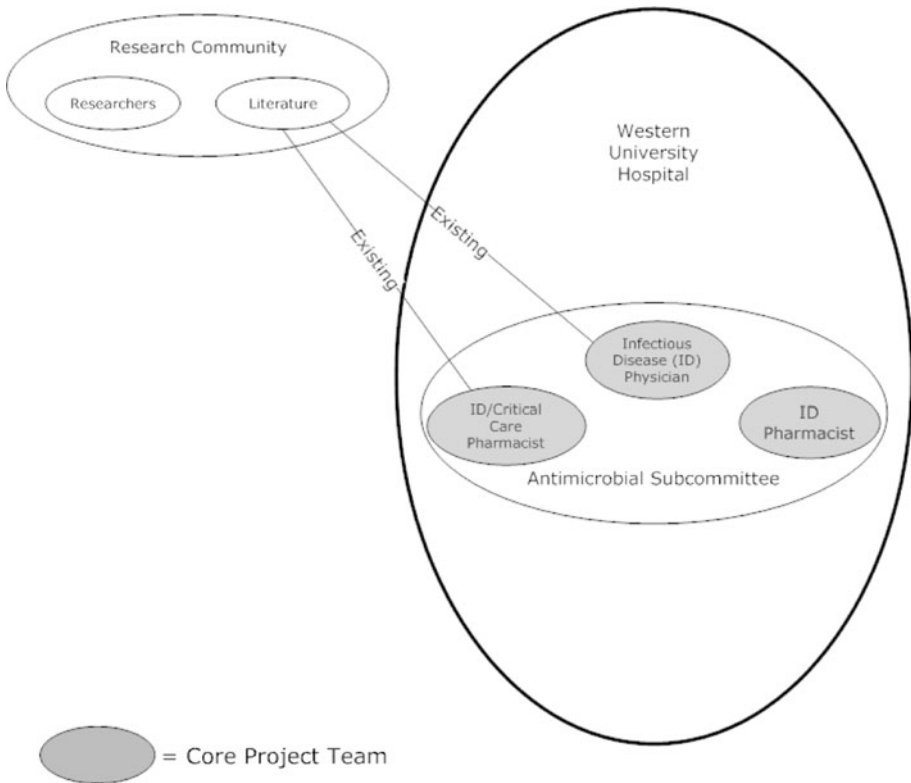 Research Community
Researchers
Literature
Western
University
Hospital
Existing
Existing
Infectious
Disease (ID)
Physician
ID/Critical
Care
Pharmacist
ID
Pharmacist
Antimicrobial Subcommittee
= Core Project Team